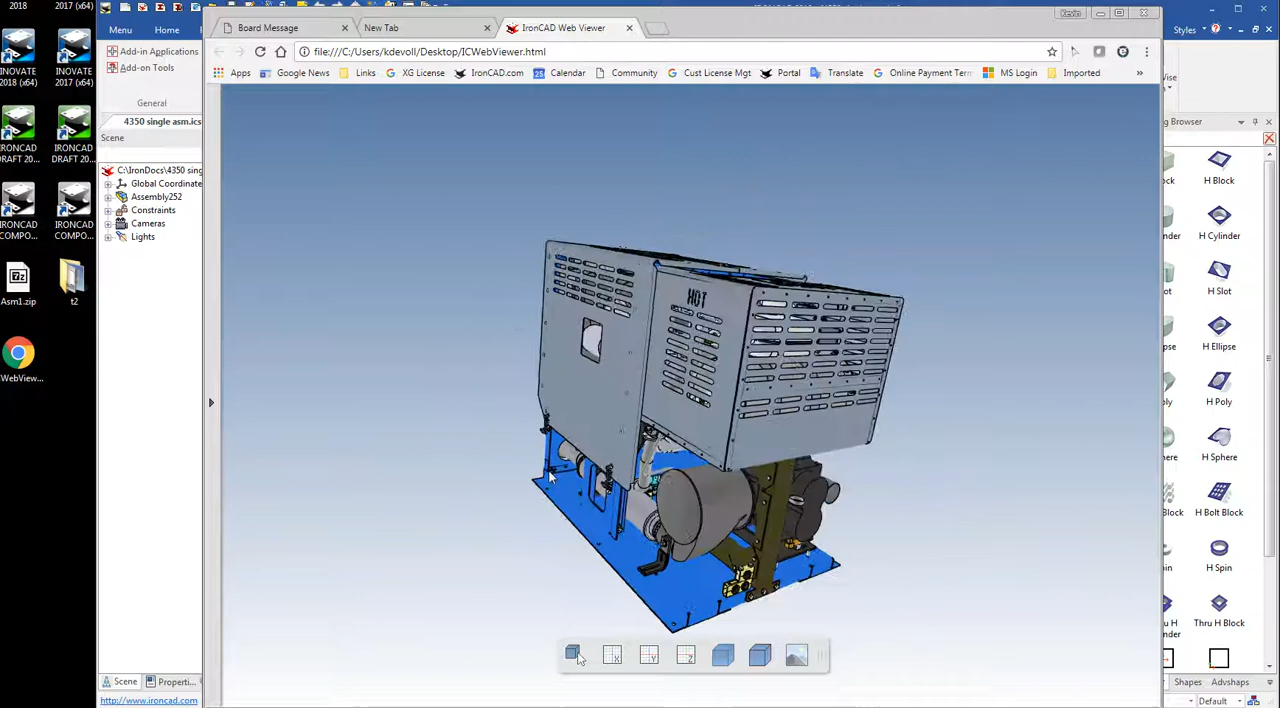 2018
2017 (x64)
INOVATE
2018 (x64)
INOVATE
2017 (x64)
IRONCAD
DRAFT 20...
IRONCAD
DRAFT 20...
IRONCAD
COMPO...
IRONCAD
COMPO...
Asm1.zip
t2
WebView...
Menu
Home
Add-in Applications
Add-on Tools
General
4350 single asm.ics
Scene
C:\IronDocs\4350 sing
Global Coordinate
Assembly252
Constraints
Cameras
Lights
Scene
Properti...
http://www.ironcad.com
Board Message
New Tab
IronCAD Web Viewer
Kevin
file:///C:/Users/kdevoll/Desktop/ICWebViewer.html
Apps
Google News
Links
XG License
IronCAD.com
Calendar
Community
Cust License Mgt
Portal
Translate
Online Payment Term
MS Login
Imported
»
HOT
X
Y
Z
Styles
g Browser
H Block
H Cylinder
H Slot
H Ellipse
H Poly
H Sphere
H Bolt Block
H Spin
Thru H
Thru H Block
Shapes
Advshaps
Default